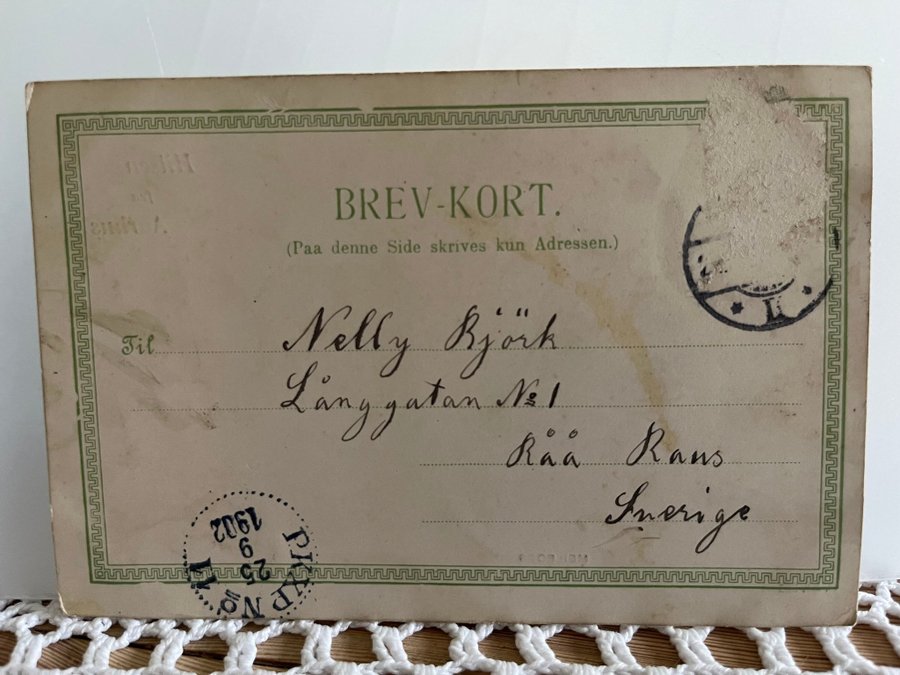 BREV-KORT.
(Paa denne Side skrives kun Adressen.)
Til Nelly Björk
Långgatan No 1
Råå Raus
Sverige
PKXP No
11
25
9
1902